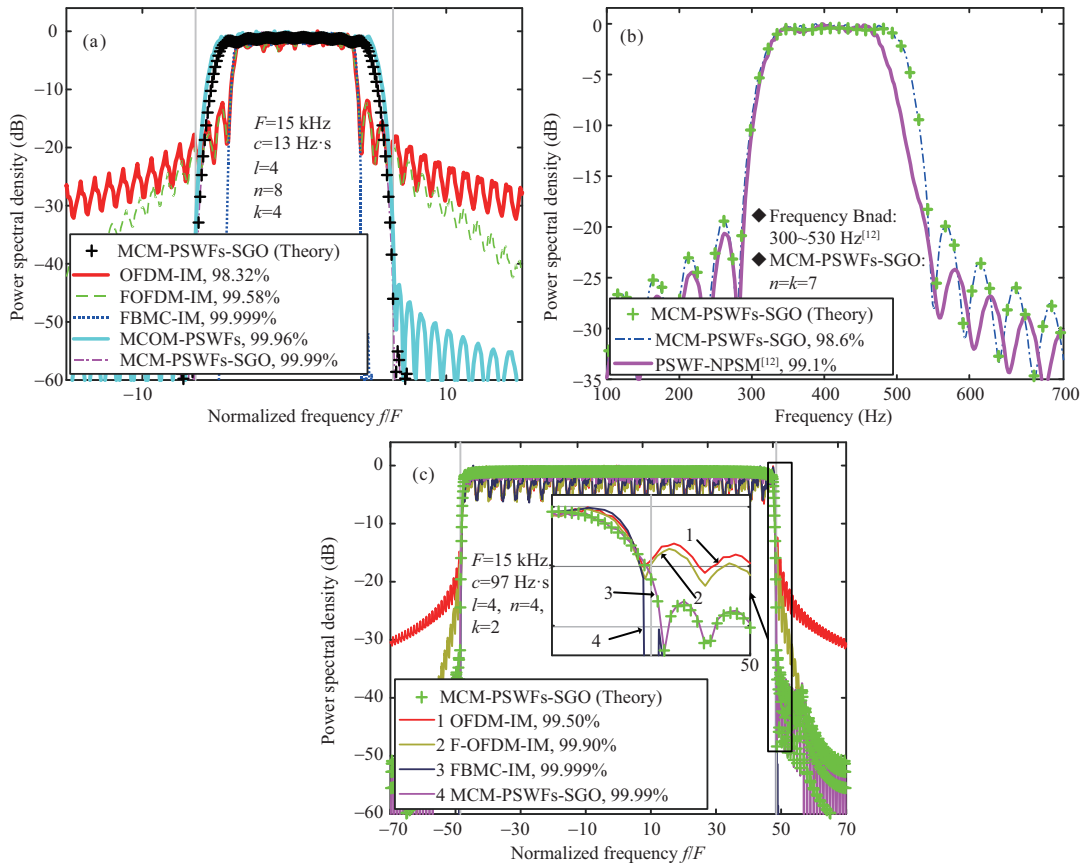 (a)
Power spectral density (dB)
0
−10
−20
−30
−40
−50
−60
F=15 kHz
c=13 Hz·s
l=4
n=8
k=4
MCM-PSWFs-SGO (Theory)
OFDM-IM, 98.32%
FOFDM-IM, 99.58%
FBMC-IM, 99.999%
MCOM-PSWFs, 99.96%
MCM-PSWFs-SGO, 99.99%
−10
10
Normalized frequency f/F
(b)
Power spectral density (dB)
0
−5
−10
−15
−20
−25
−30
−35
Frequency Bnad:
300~530 Hz[12]
MCM-PSWFs-SGO:
n=k=7
MCM-PSWFs-SGO (Theory)
MCM-PSWFs-SGO, 98.6%
PSWF-NPSM[12], 99.1%
100 200 300 400 500 600 700
Frequency (Hz)
(c)
Power spectral density (dB)
0
−10
−20
−30
−40
−50
−60
F=15 kHz,
c=97 Hz·s
l=4, n=4,
k=2
1
2
3
4
50
MCM-PSWFs-SGO (Theory)
1 OFDM-IM, 99.50%
2 F-OFDM-IM, 99.90%
3 FBMC-IM, 99.999%
4 MCM-PSWFs-SGO, 99.99%
−70 −50 −30 −10 10 30 50 70
Normalized frequency f/F